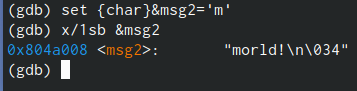 (gdb) set {char}&msg2='m'
(gdb) x/1sb &msg2
0x804a008 <msg2>:        "morld!\n\034"
(gdb)